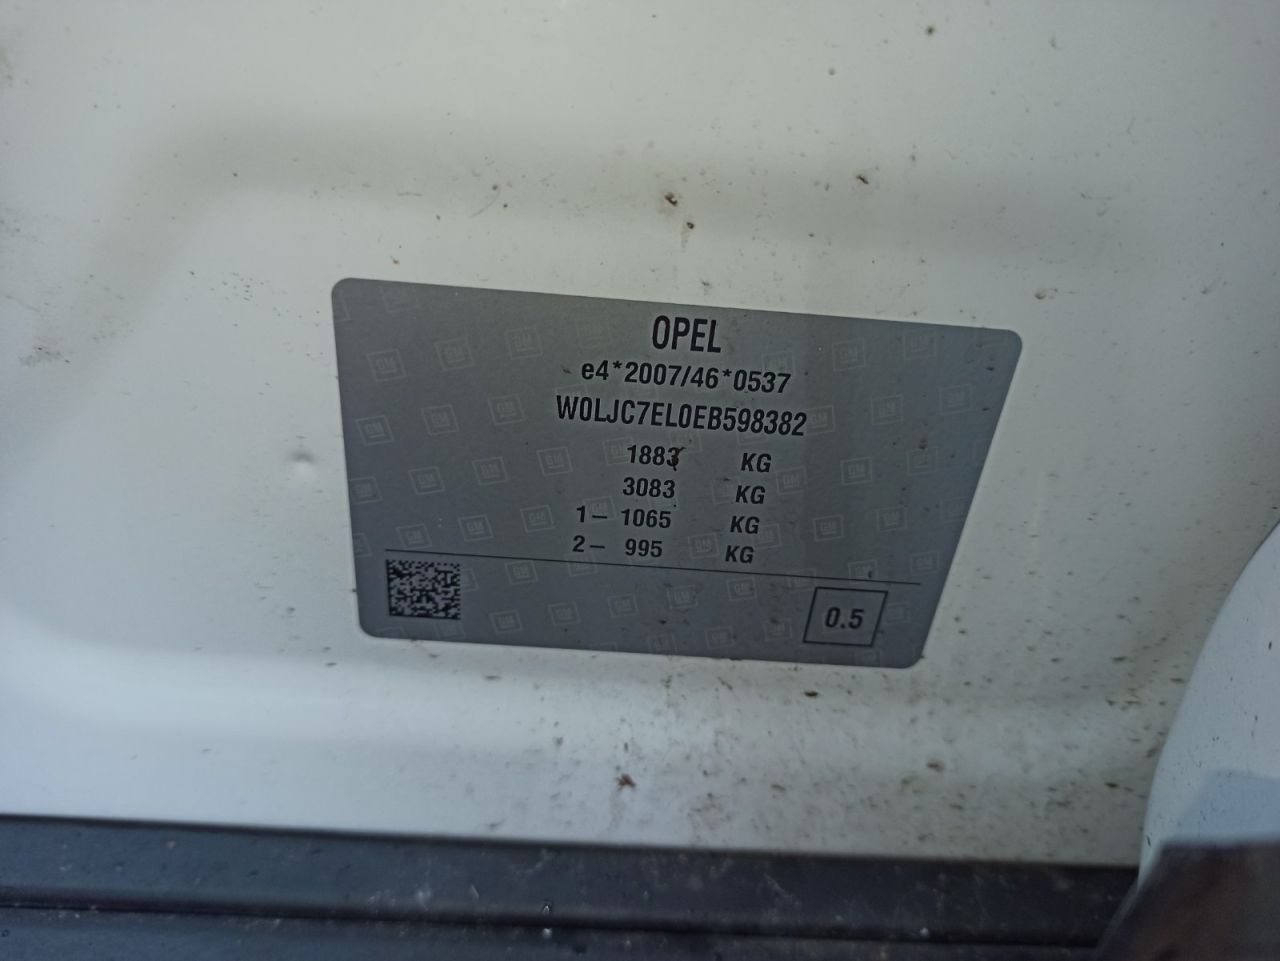 OPEL
e4*2007/46*0537
W0LJC7EL0EB598382
1883 KG
3083 KG
1– 1065 KG
2– 995 KG
0.5